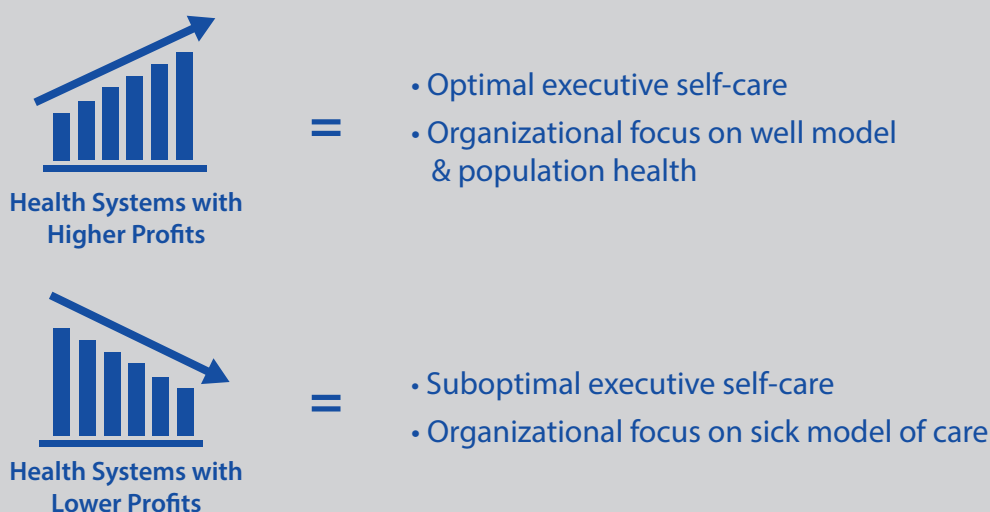 • Optimal executive self-care
• Organizational focus on well model
& population health
=
Health Systems with
Higher Profits
• Suboptimal executive self-care
• Organizational focus on sick model of care
=
Health Systems with
Lower Profits